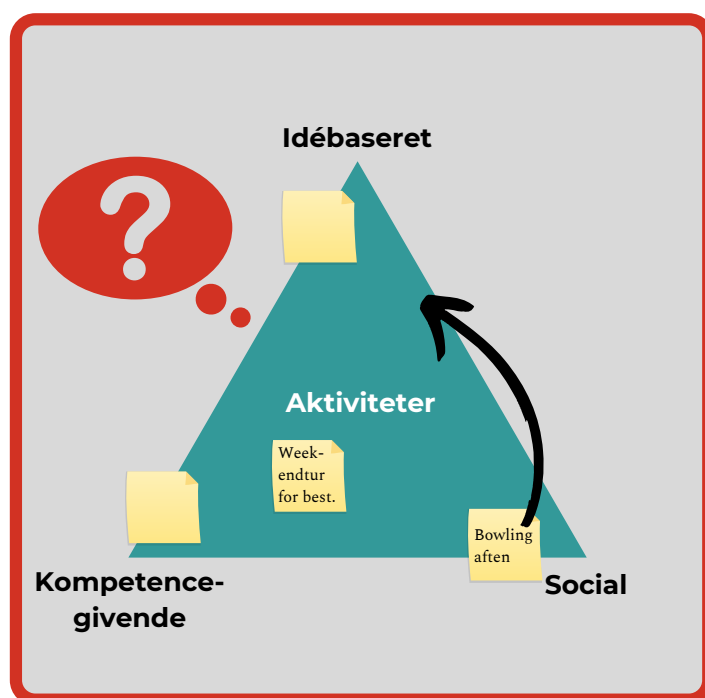 Idébaseret
?
Aktiviteter
Week-
endtur
for best.
Bowling
aften
Kompetence-
givende
Social